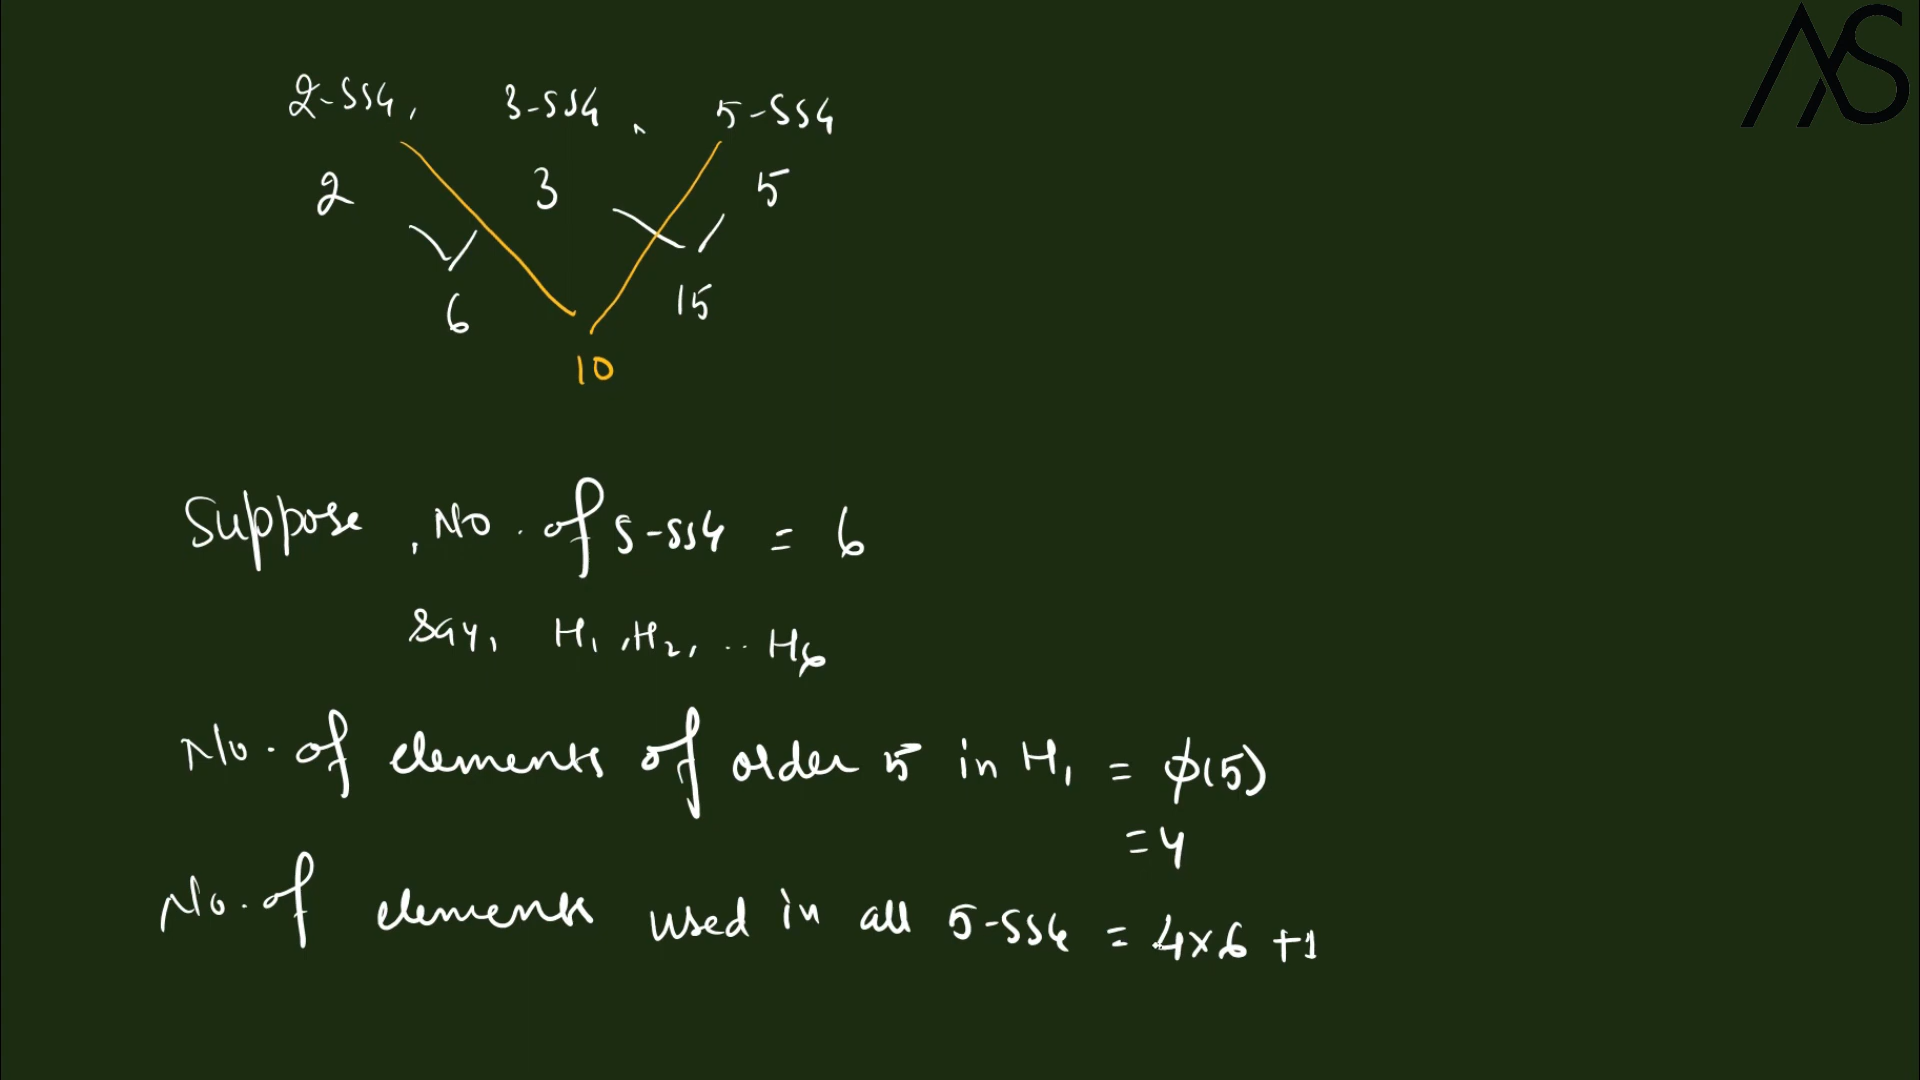 2-SSG, 3-SSG, 5-SSG
2 3 5
6 15
10
Suppose, No. of 5-SSG = 6
Say, H1, H2, .. H6
No. of elements of order 5 in H1 = φ(5)
= 4
No. of elements used in all 5-SSG = 4×6 +1
AS